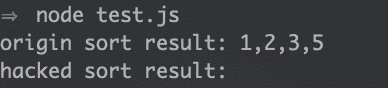 ⇒ node test.js
origin sort result: 1,2,3,5
hacked sort result: